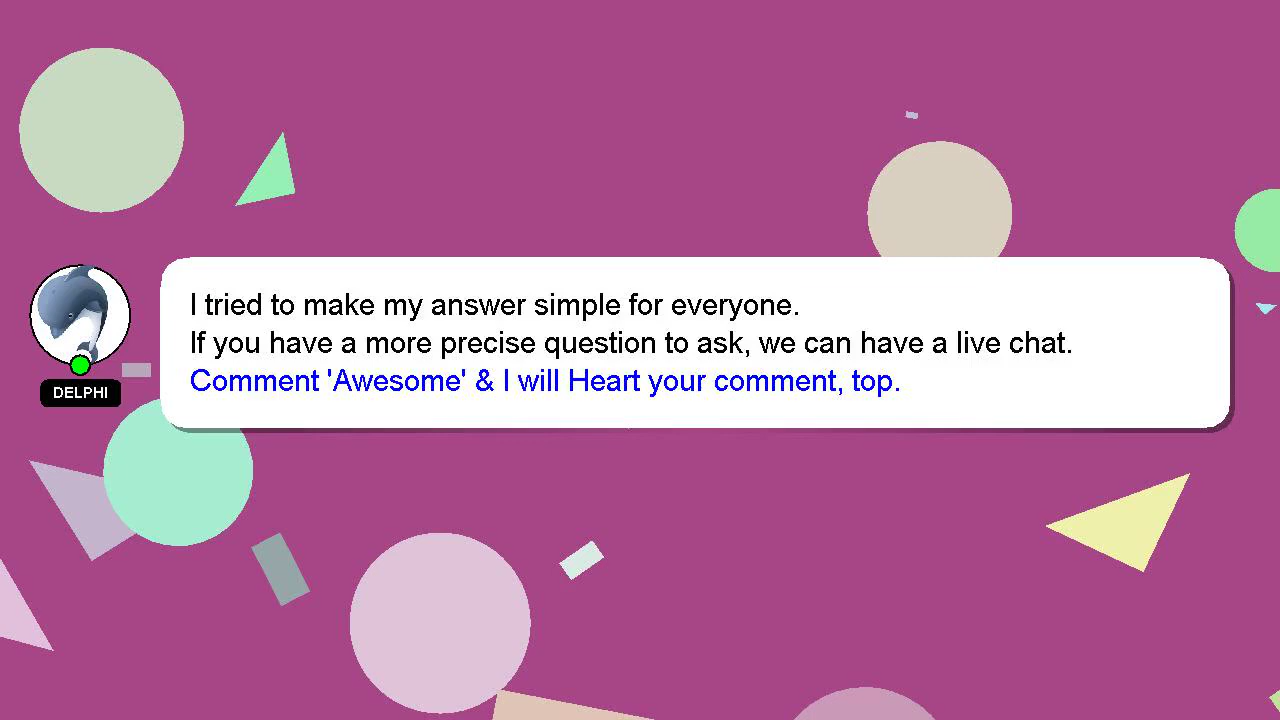 I tried to make my answer simple for everyone.
If you have a more precise question to ask, we can have a live chat.
Comment 'Awesome' & I will Heart your comment, top.
DELPHI